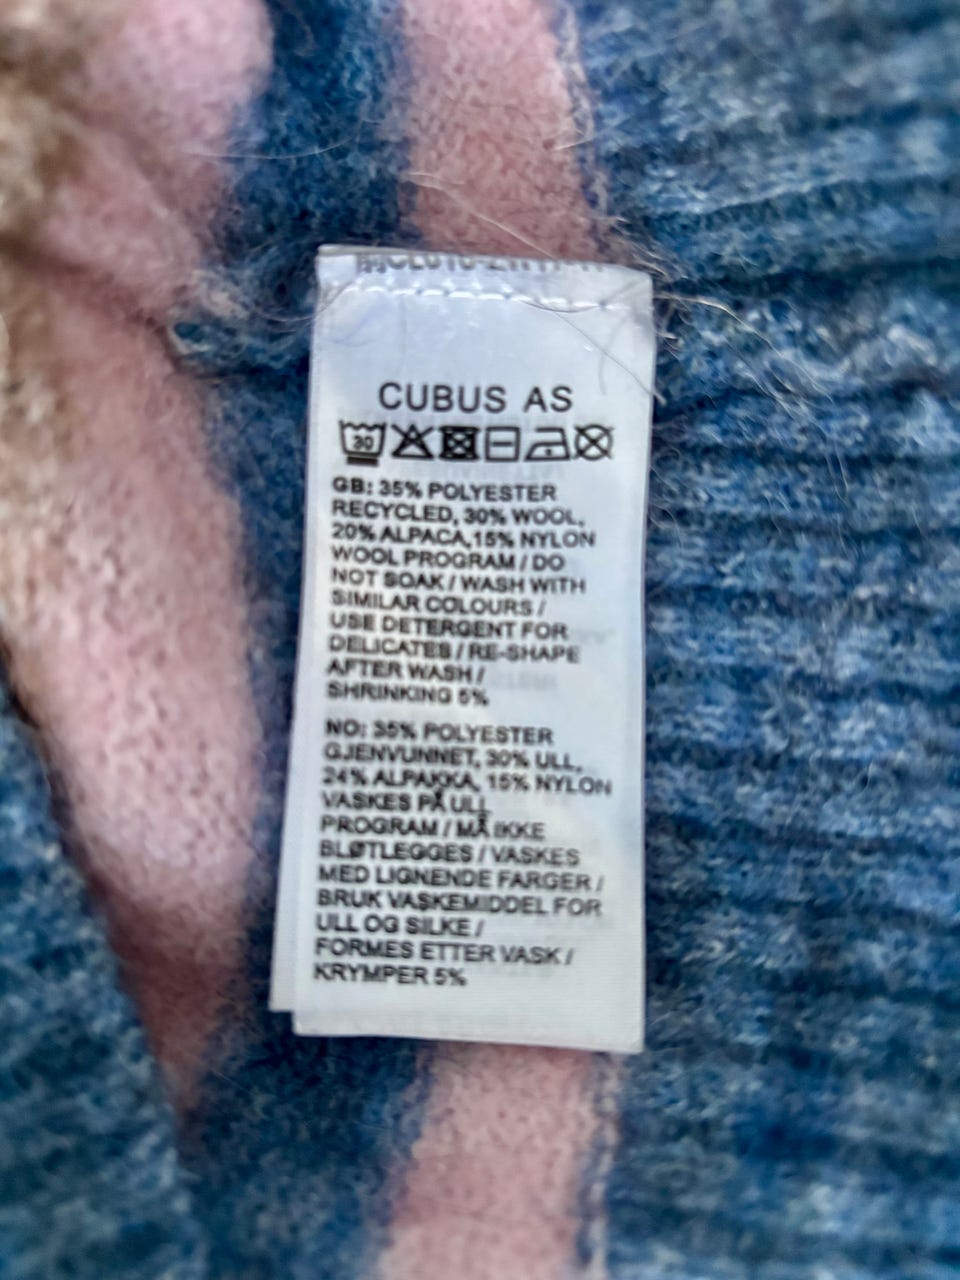 CUBUS AS
30
GB: 35% POLYESTER
RECYCLED, 30% WOOL,
20% ALPACA,15% NYLON
WOOL PROGRAM / DO
NOT SOAK / WASH WITH
SIMILAR COLOURS /
USE DETERGENT FOR
DELICATES / RE-SHAPE
AFTER WASH /
SHRINKING 5%
NO: 35% POLYESTER
GJENVUNNET, 30% ULL,
24% ALPAKKA, 15% NYLON
VASKES PÅ ULL
PROGRAM / MÅ IKKE
BLØTLEGGES / VASKES
MED LIGNENDE FARGER /
BRUK VASKEMIDDEL FOR
ULL OG SILKE /
FORMES ETTER VASK /
KRYMPER 5%